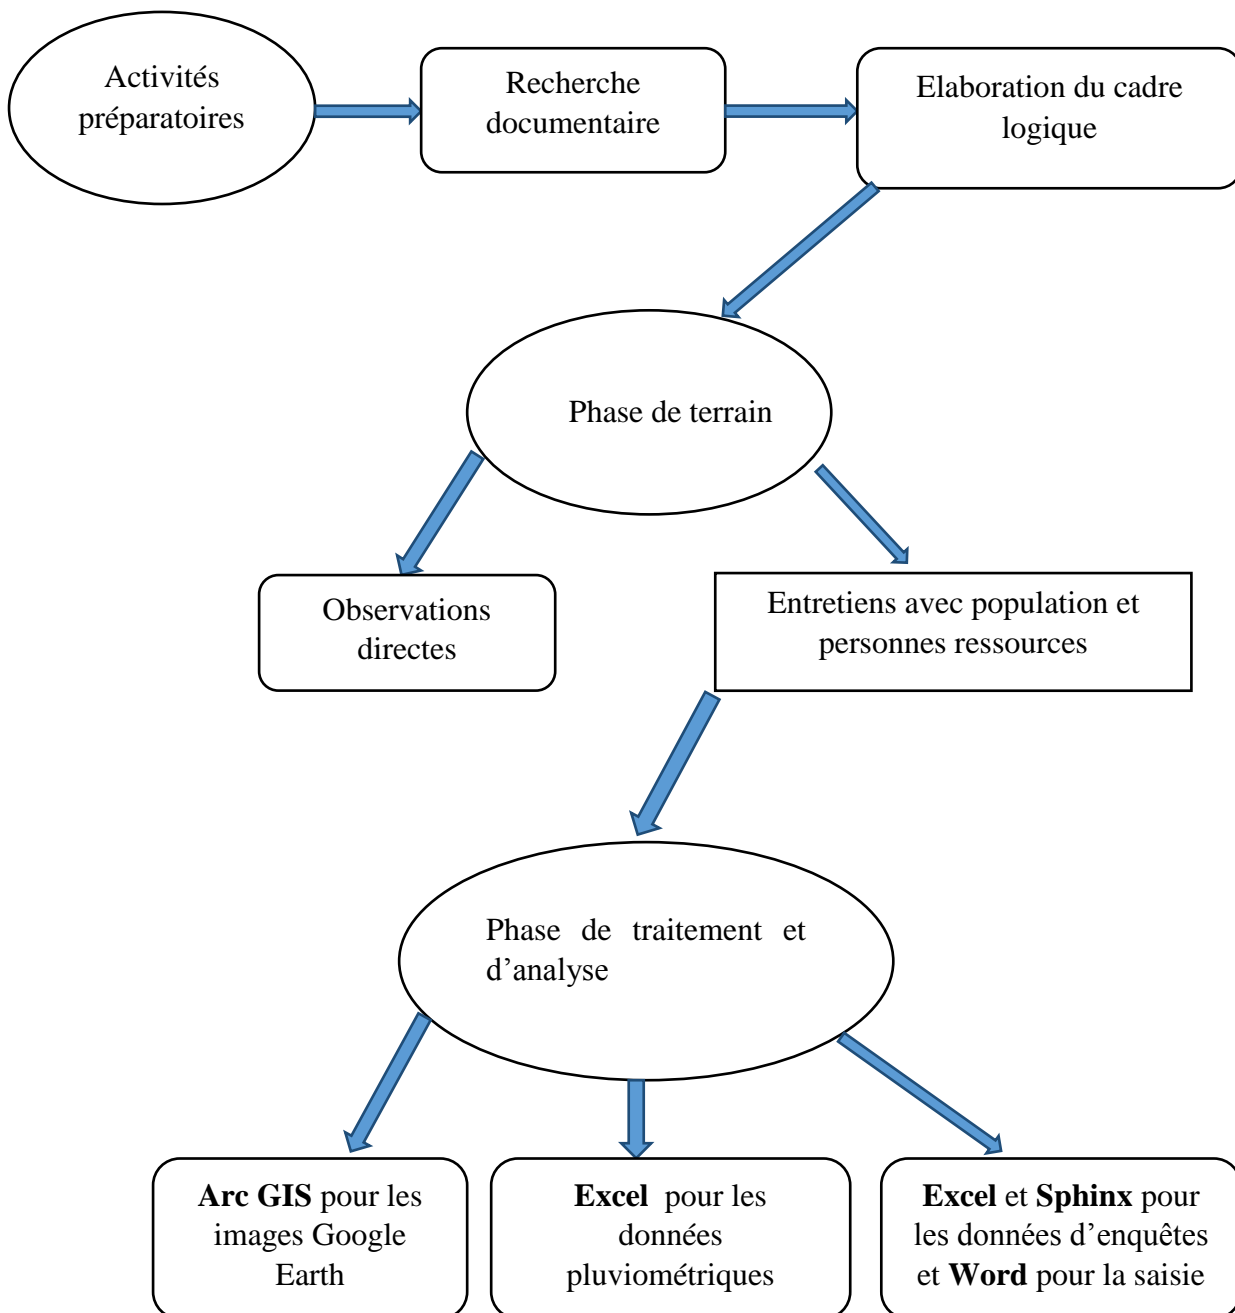 Activités
préparatoires
Recherche
documentaire
Elaboration du cadre
logique
Phase de terrain
Observations
directes
Entretiens avec population et
personnes ressources
Phase de traitement et
d’analyse
Arc GIS pour les
images Google
Earth
Excel pour les
données
pluviométriques
Excel et Sphinx pour
les données d’enquêtes
et Word pour la saisie